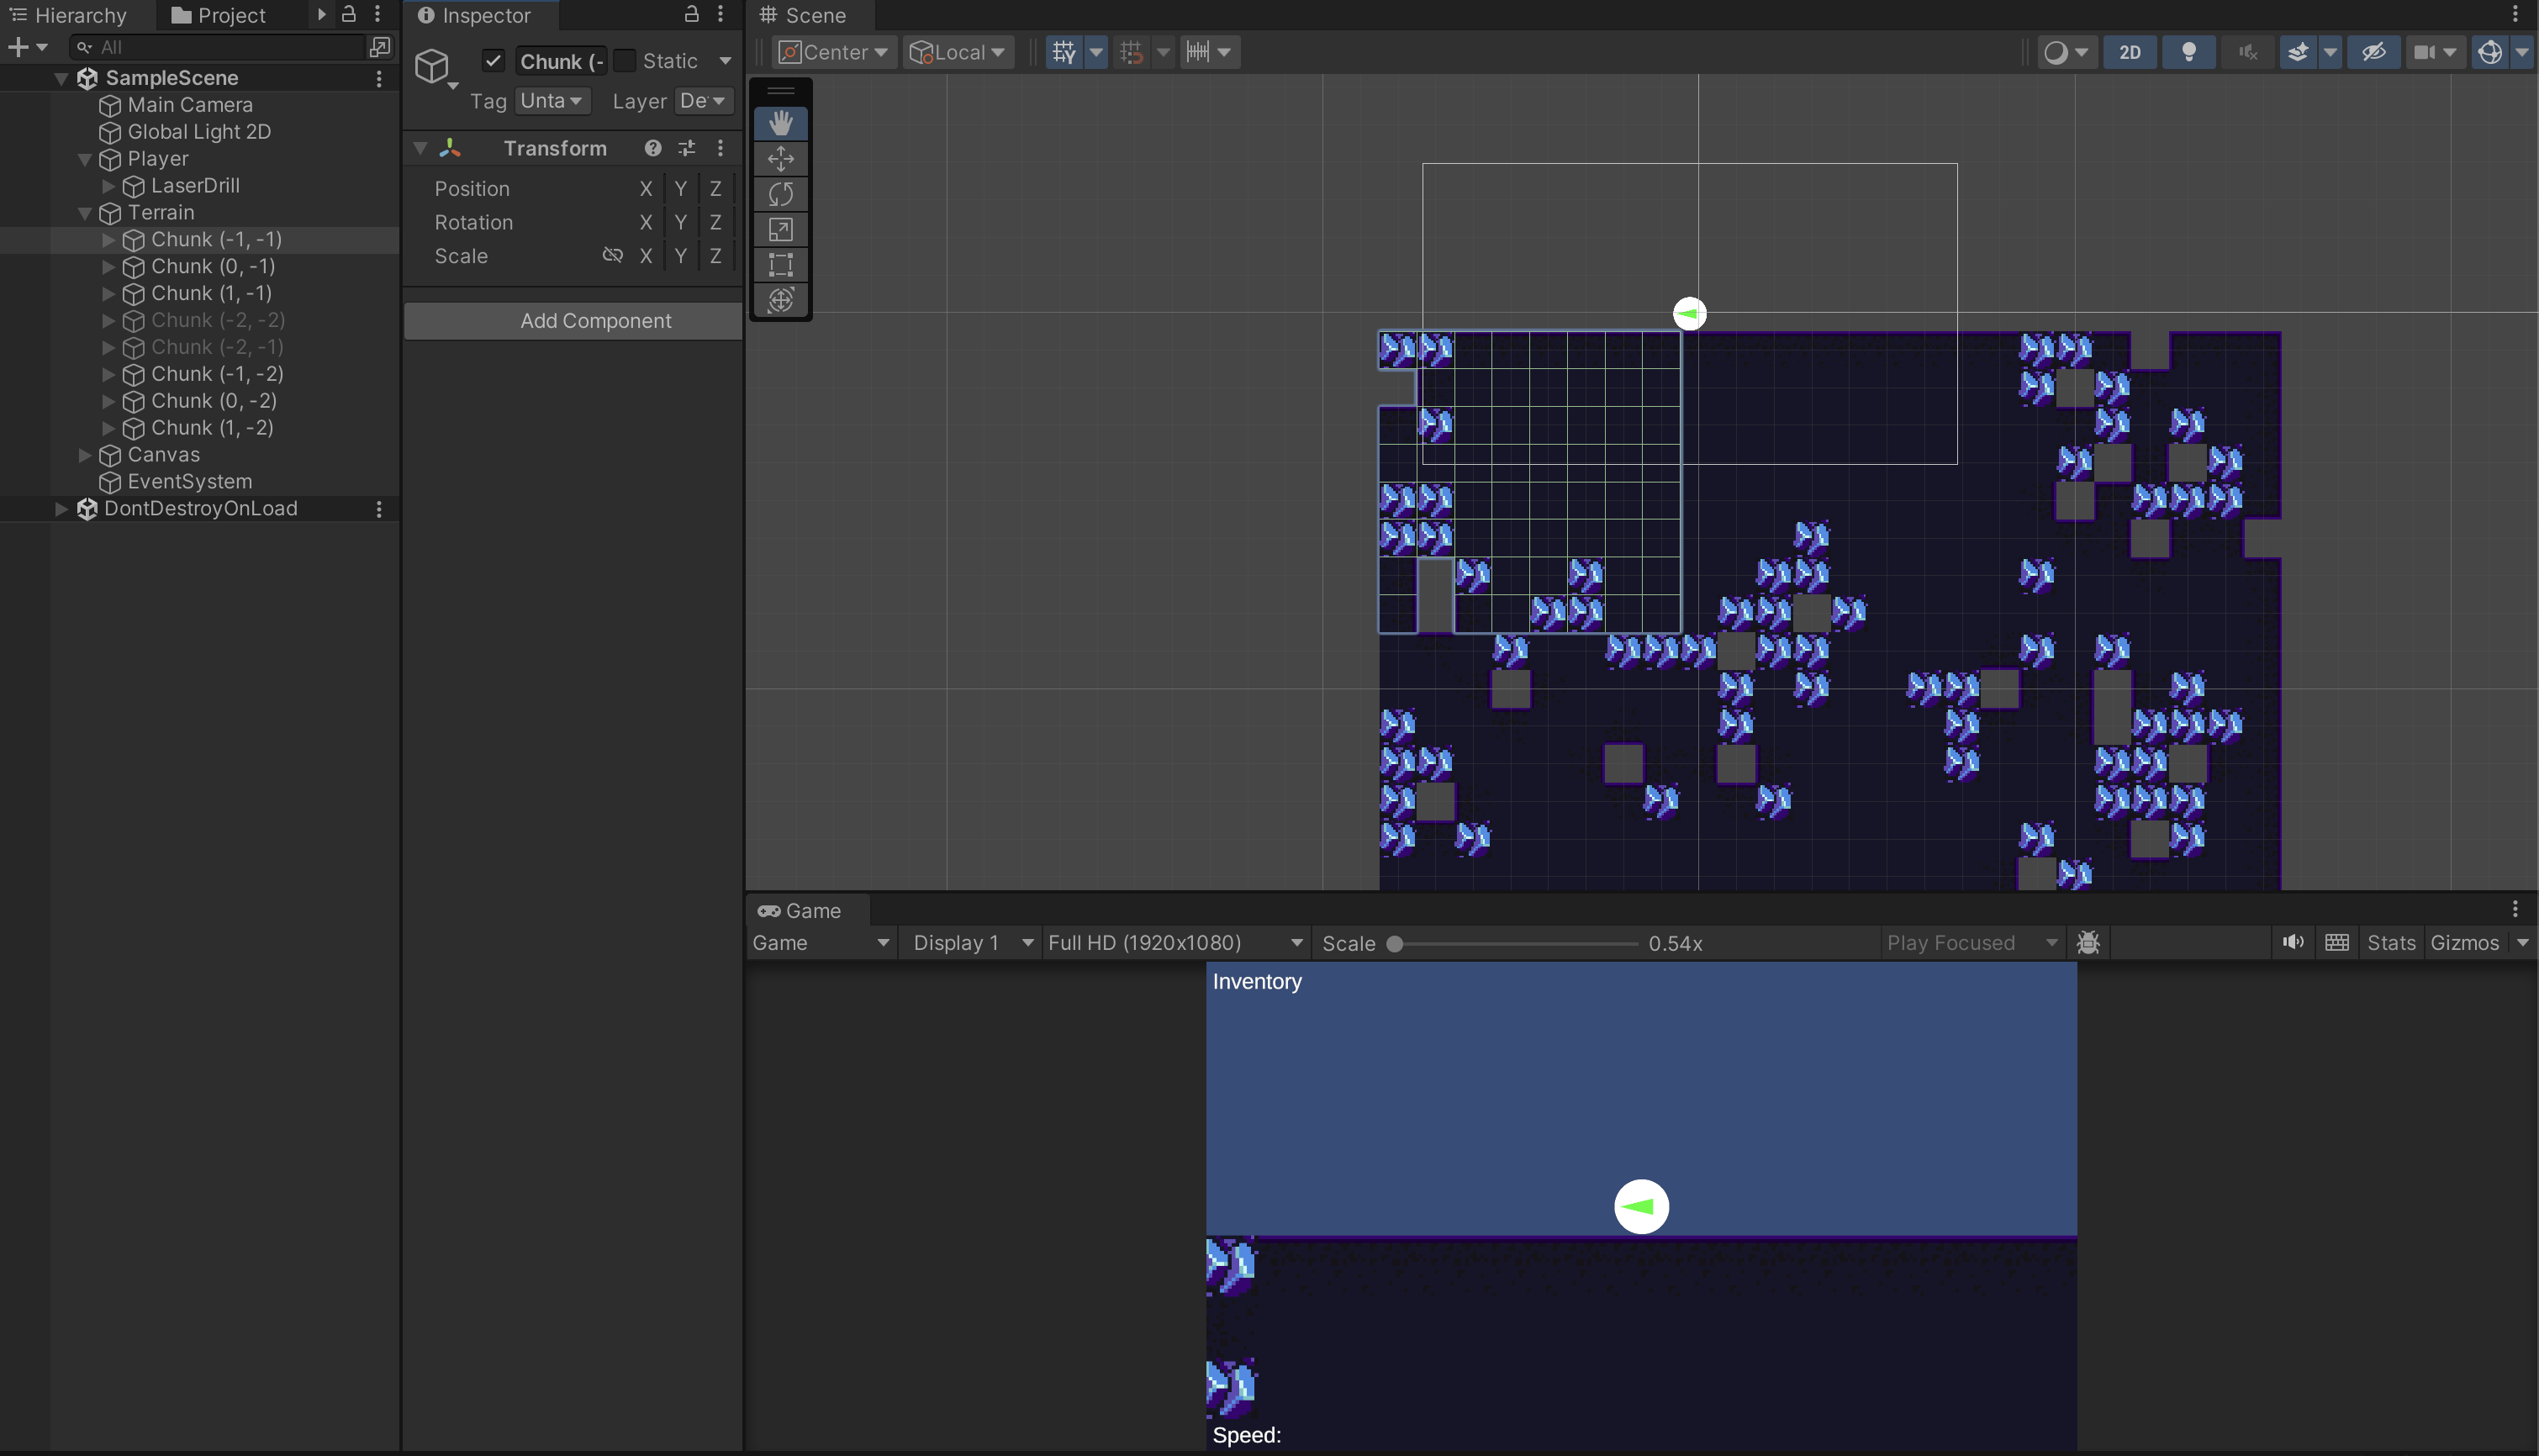 Hierarchy
Project
All
SampleScene
Main Camera
Global Light 2D
Player
LaserDrill
Terrain
Chunk (-1, -1)
Chunk (0, -1)
Chunk (1, -1)
Chunk (-2, -2)
Chunk (-2, -1)
Chunk (-1, -2)
Chunk (0, -2)
Chunk (1, -2)
Canvas
EventSystem
DontDestroyOnLoad
Inspector
Chunk (- Static
Tag Unta Layer De
Transform
Position X Y Z
Rotation X Y Z
Scale X Y Z
Add Component
Scene
Center Local 2D
Game
Game Display 1 Full HD (1920x1080) Scale 0.54x Play Focused Stats Gizmos
Inventory
Speed: